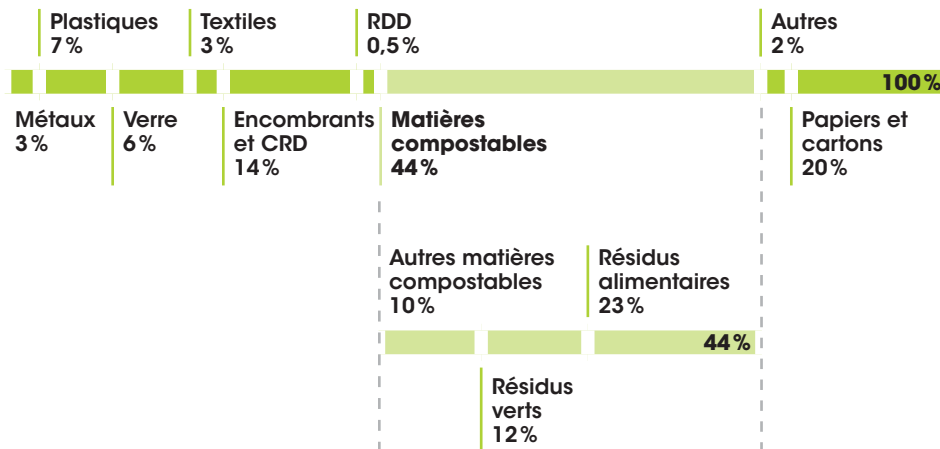 Plastiques
7 %
Textiles
3 %
RDD
0,5 %
Autres
2 %
100 %
Métaux
3 %
Verre
6 %
Encombrants
et CRD
14 %
Matières
compostables
44 %
Papiers et
cartons
20 %
Autres matières
compostables
10 %
Résidus
alimentaires
23 %
44 %
Résidus
verts
12 %